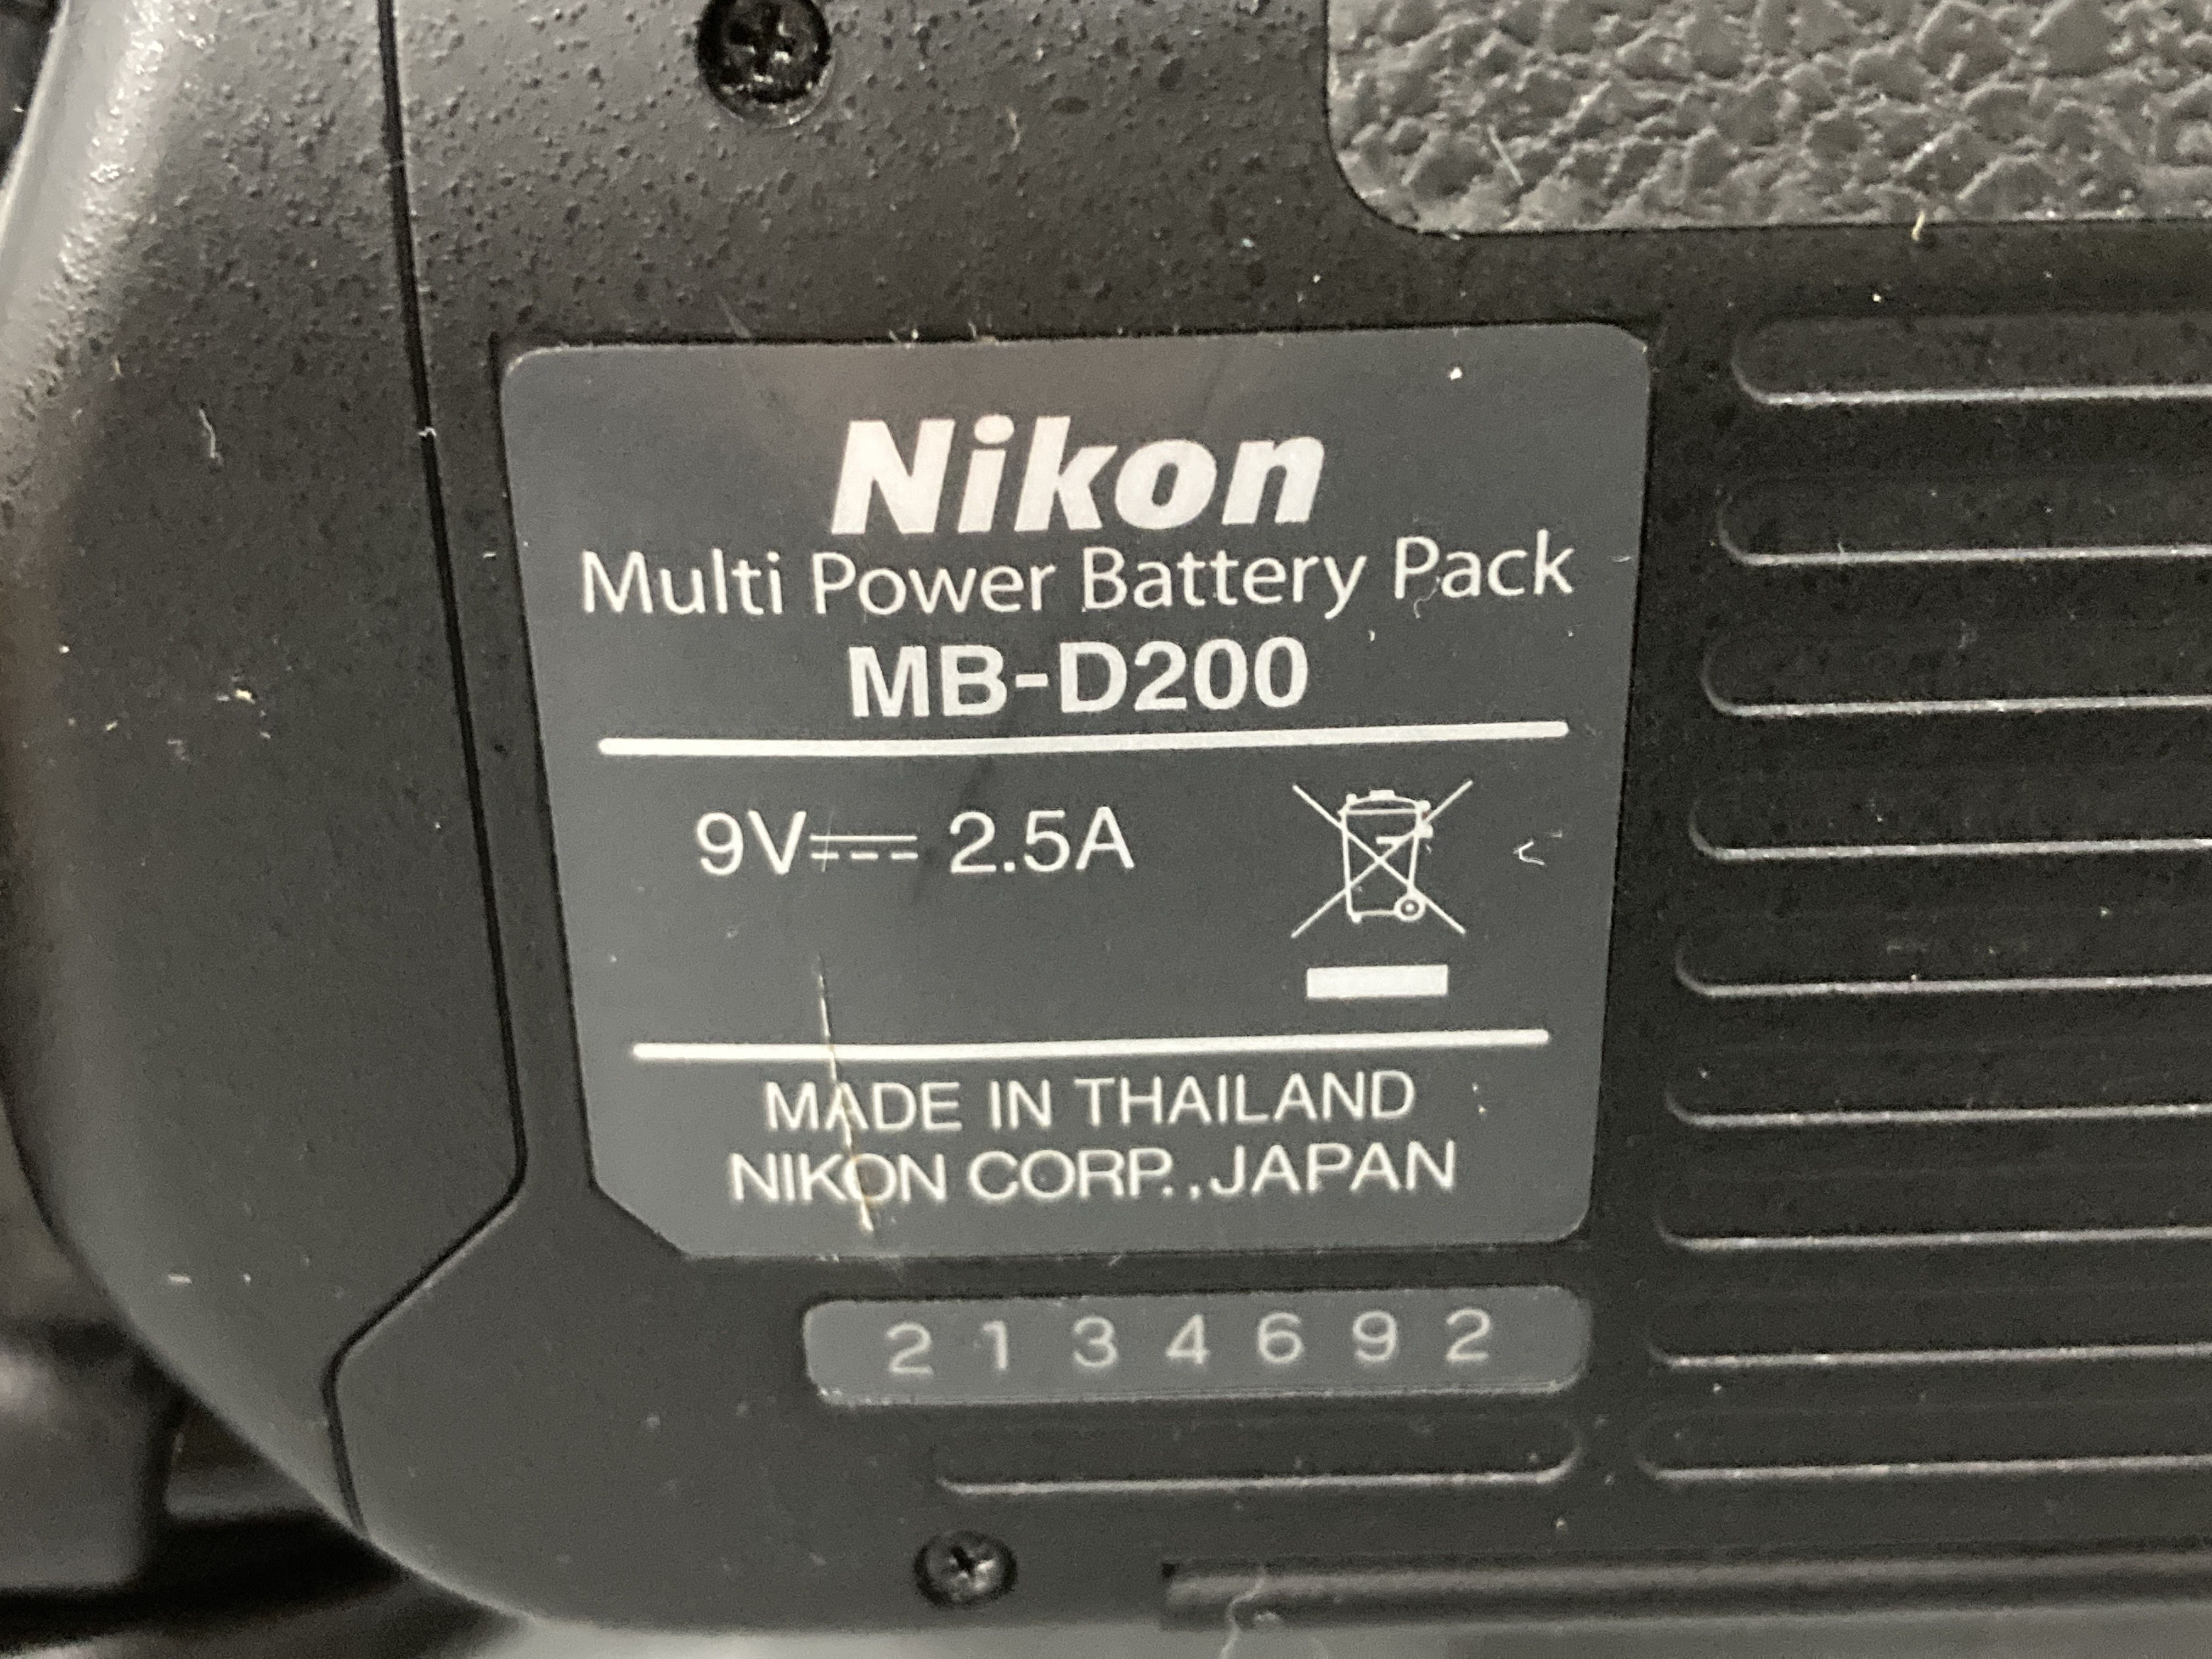 Nikon
Multi Power Battery Pack
MB-D200
9V⎓ 2.5A
MADE IN THAILAND
NIKON CORP.,JAPAN
2134692